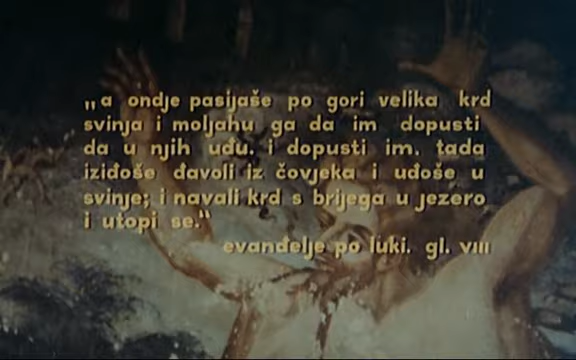 „a ondje pasijaše po gori velika krd
svinja i moljahu ga da im dopusti
da u njih uđu. i dopusti im. tada
iziđoše đavoli iz čovjeka i uđoše u
svinje; i navali krd s brijega u jezero
i utopi se."
evanđelje po luki. gl. viii